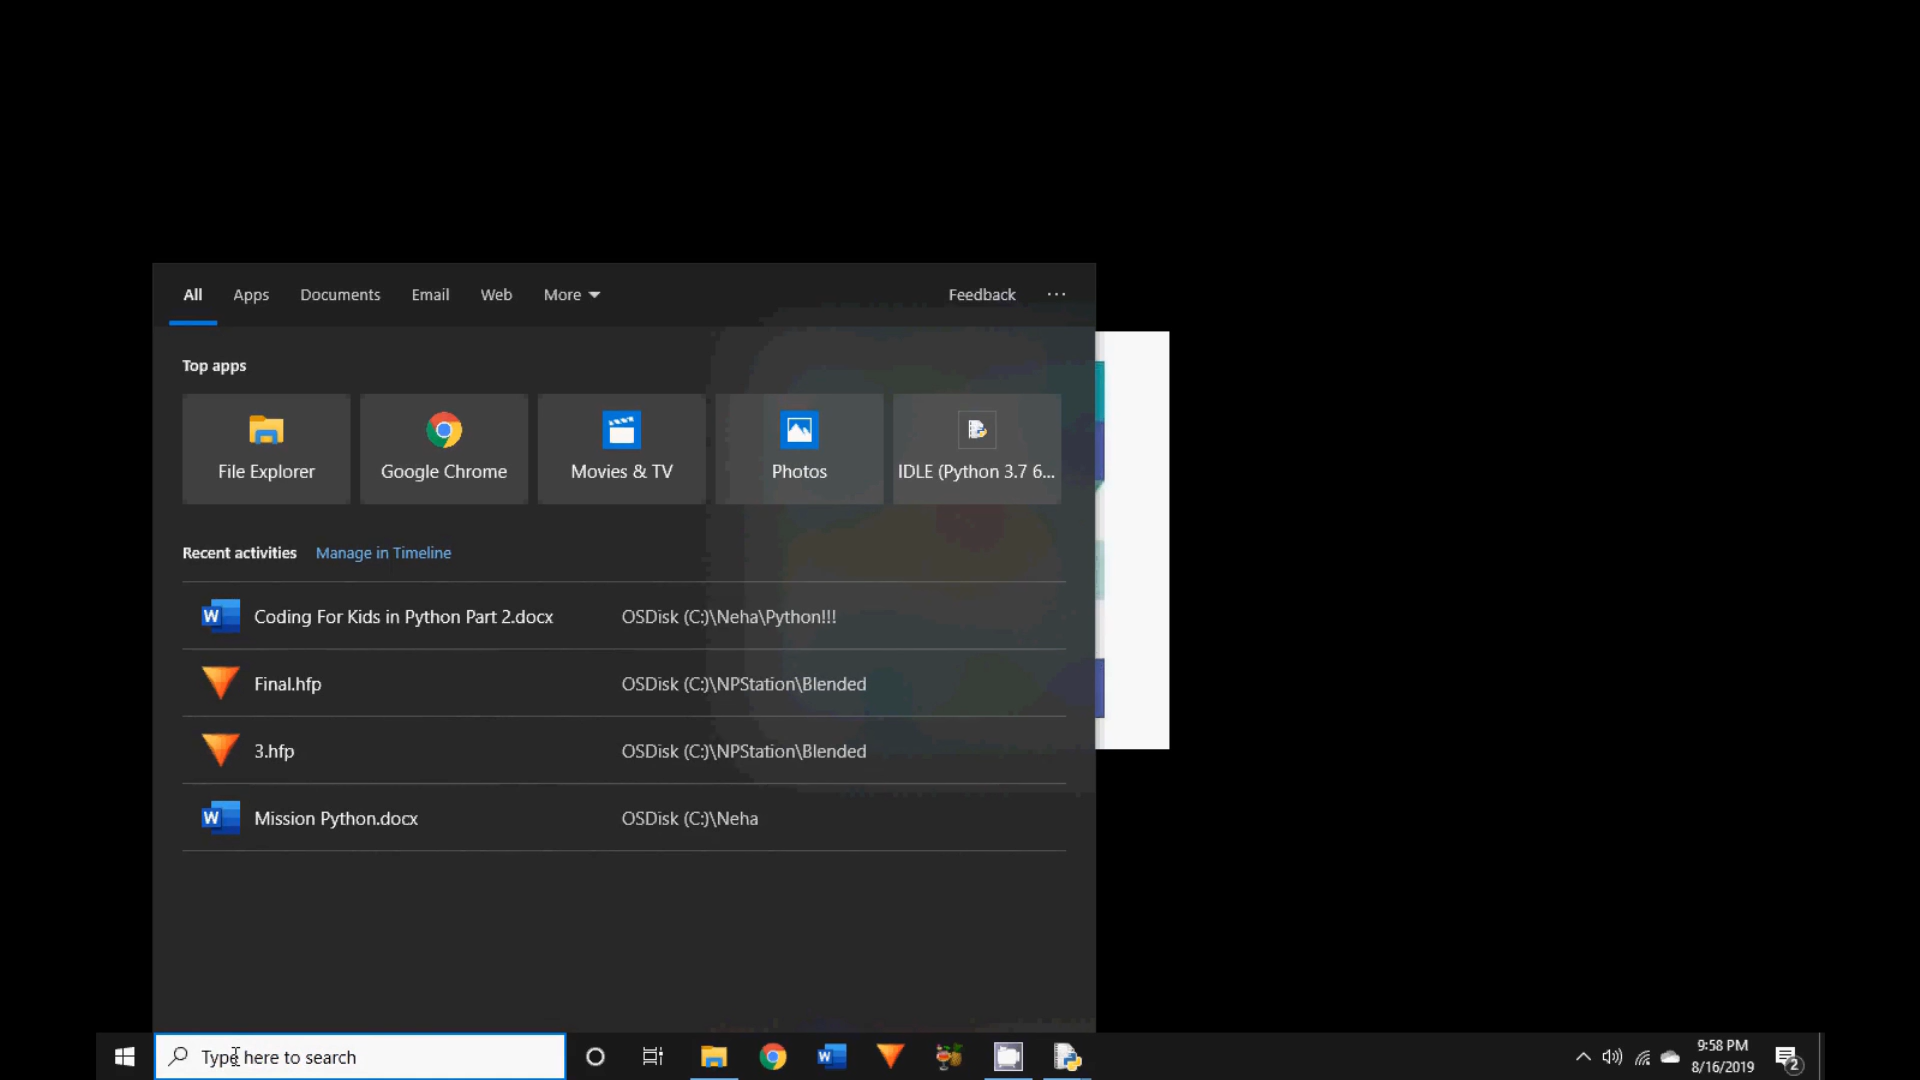 All Apps Documents Email Web More Feedback ...
Top apps
File Explorer Google Chrome Movies & TV Photos IDLE (Python 3.7 6...
Recent activities Manage in Timeline
W Coding For Kids in Python Part 2.docx OSDisk (C:)\Neha\Python!!!
Final.hfp OSDisk (C:)\NPStation\Blended
3.hfp OSDisk (C:)\NPStation\Blended
W Mission Python.docx OSDisk (C:)\Neha
Type here to search W 9:58 PM
8/16/2019 2